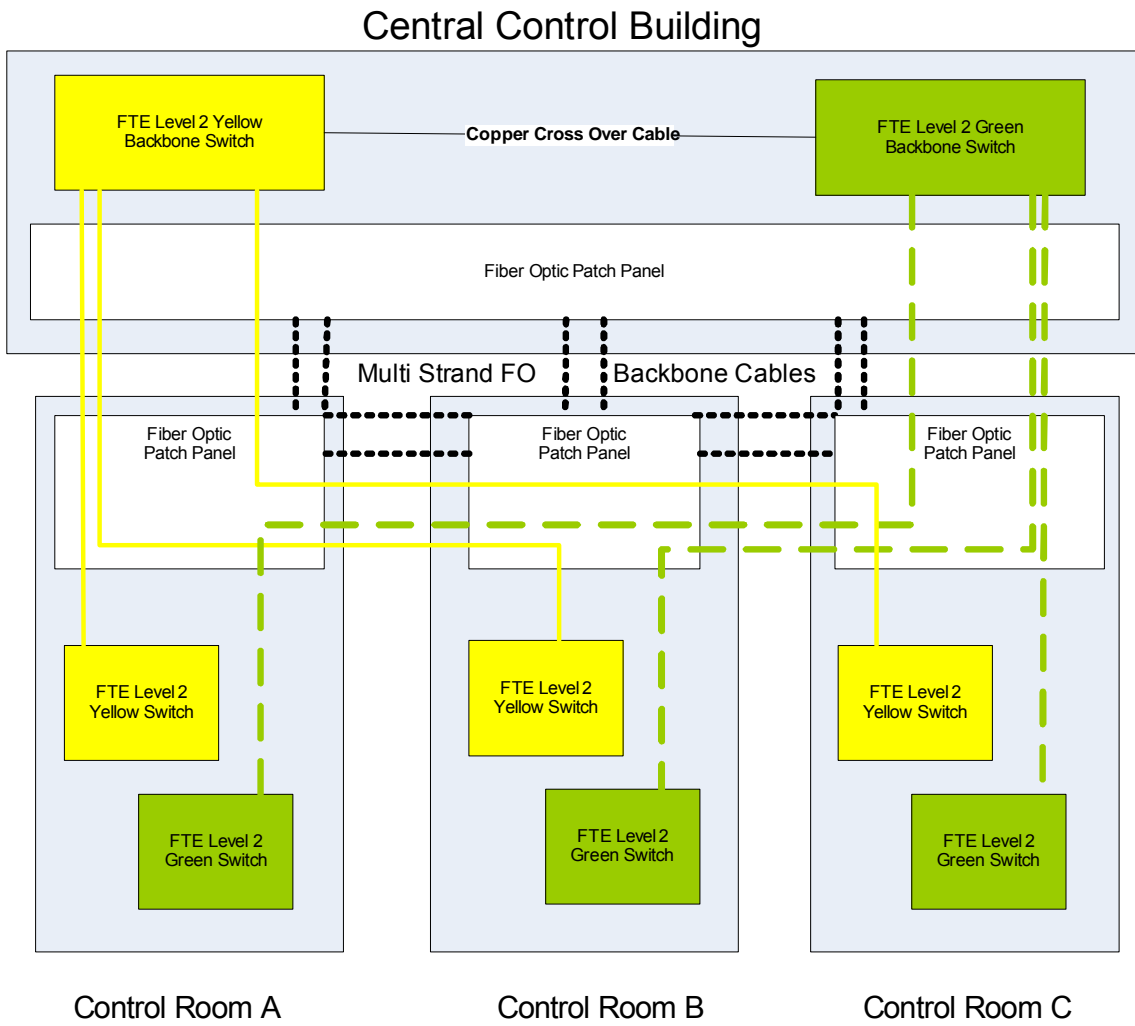 Central Control Building
FTE Level 2 Yellow
Backbone Switch
Copper Cross Over Cable
FTE Level 2 Green
Backbone Switch
Fiber Optic Patch Panel
Multi Strand FO
Backbone Cables
Fiber Optic
Patch Panel
Fiber Optic
Patch Panel
Fiber Optic
Patch Panel
FTE Level 2
Yellow Switch
FTE Level 2
Yellow Switch
FTE Level 2
Yellow Switch
FTE Level 2
Green Switch
FTE Level 2
Green Switch
FTE Level 2
Green Switch
Control Room A
Control Room B
Control Room C